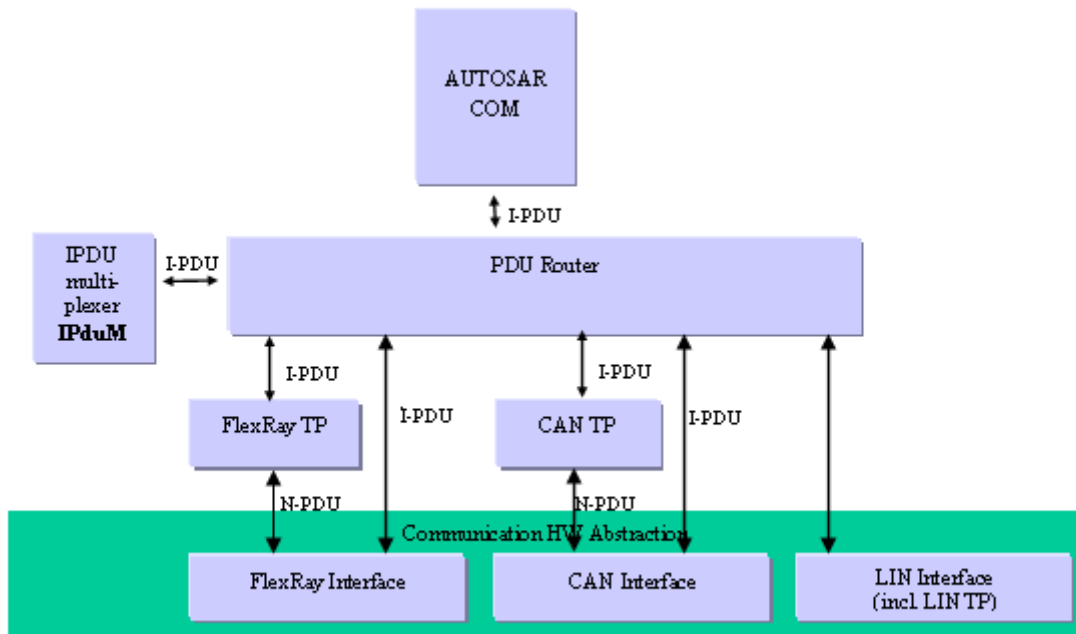 AUTOSAR
COM
I-PDU
IPDU
multi-
plexer
IPduM
I-PDU
PDU Router
I-PDU
I-PDU
I-PDU
I-PDU
FlexRay TP
CAN TP
N-PDU
N-PDU
Communication HW Abstraction
FlexRay Interface
CAN Interface
LIN Interface
(incl. LIN TP)